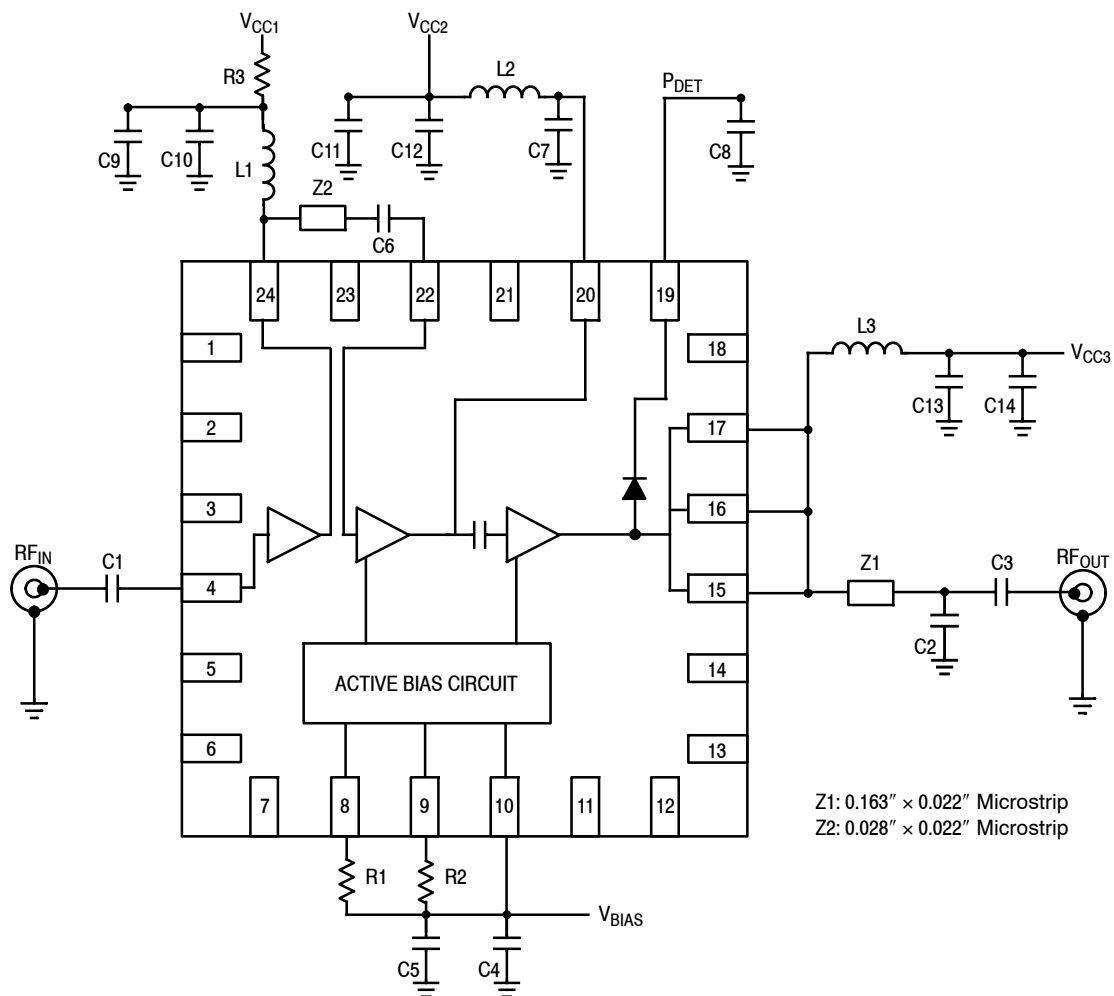 V_CC1
V_CC2
R3
L2
P_DET
C9
C10
L1
C11
C12
C7
C8
Z2
C6
24
23
22
21
20
19
1
18
L3
V_CC3
C13
C14
2
17
3
16
RF_IN
C1
4
15
Z1
C3
RF_OUT
C2
5
ACTIVE BIAS CIRCUIT
14
6
13
7
8
9
10
11
12
Z1: 0.163″ × 0.022″ Microstrip
Z2: 0.028″ × 0.022″ Microstrip
R1
R2
V_BIAS
C5
C4